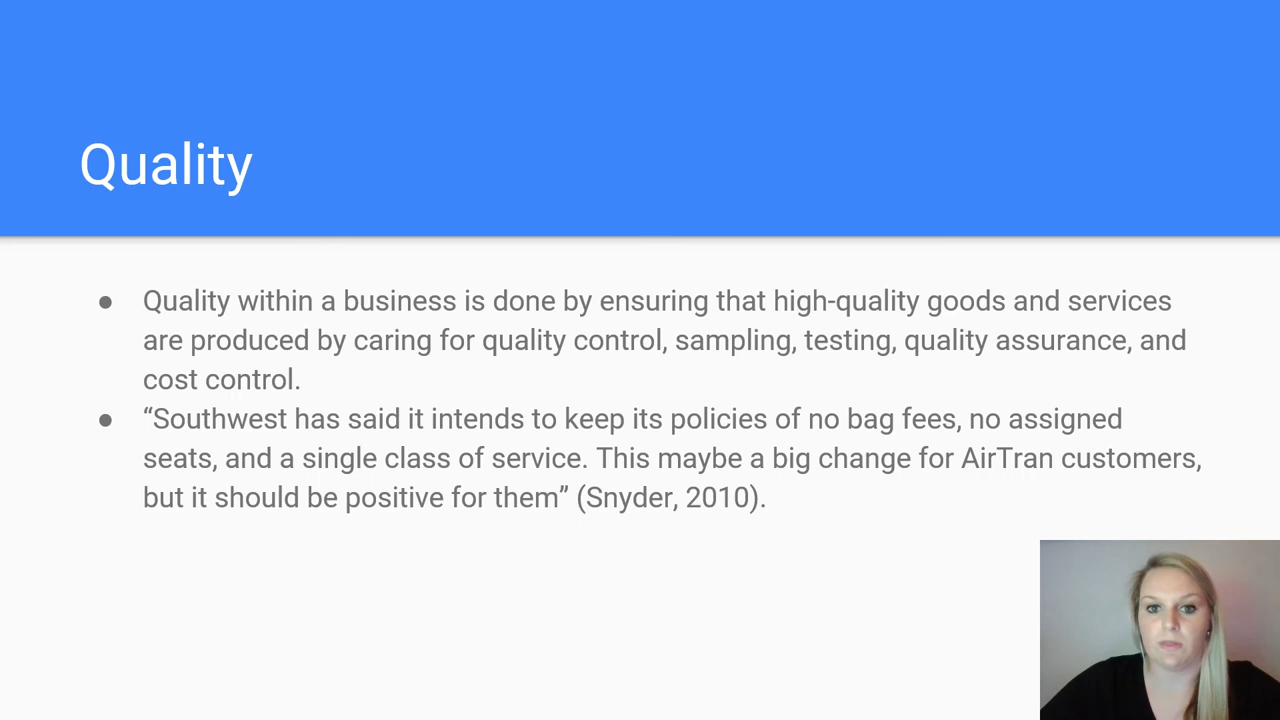 Quality
● Quality within a business is done by ensuring that high-quality goods and services
are produced by caring for quality control, sampling, testing, quality assurance, and
cost control.
● “Southwest has said it intends to keep its policies of no bag fees, no assigned
seats, and a single class of service. This maybe a big change for AirTran customers,
but it should be positive for them” (Snyder, 2010).